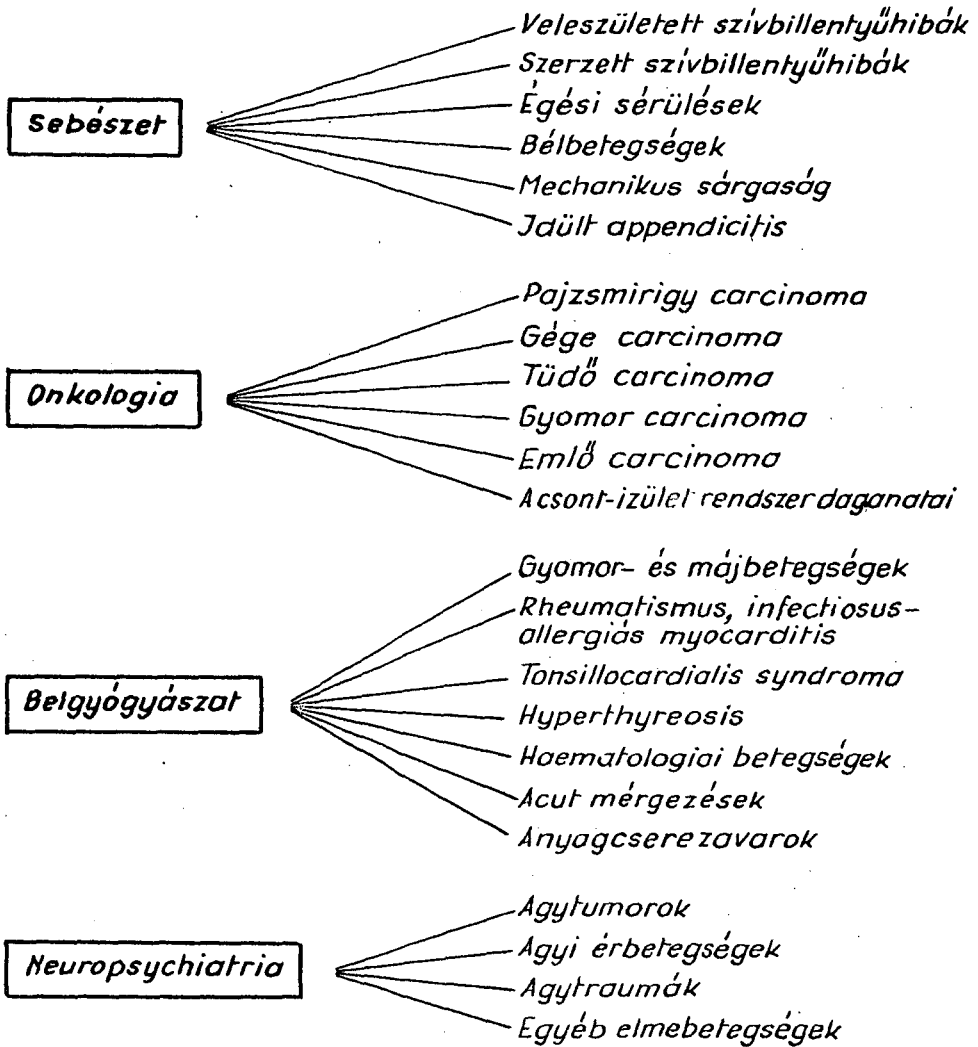 Sebészet
Veleszületett szívbillentyűhibák
Szerzett szívbillentyűhibák
Égési sérülések
Bélbetegségek
Mechanikus sárgaság
Jdült appendicitis
Onkologia
Pajzsmirigy carcinoma
Gége carcinoma
Tüdő carcinoma
Gyomor carcinoma
Emlő carcinoma
A csont-izület rendszer daganatai
Belgyógyászat
Gyomor- és májbetegségek
Rheumatismus, infectiosus-
allergiás myocarditis
Tonsillocardialis syndroma
Hyperthyreosis
Haematologiai betegségek
Acut mérgezések
Anyagcsere zavarok
Neuropsychiatria
Agytumorok
Agyi érbetegségek
Agytraumák
Egyéb elmebetegségek